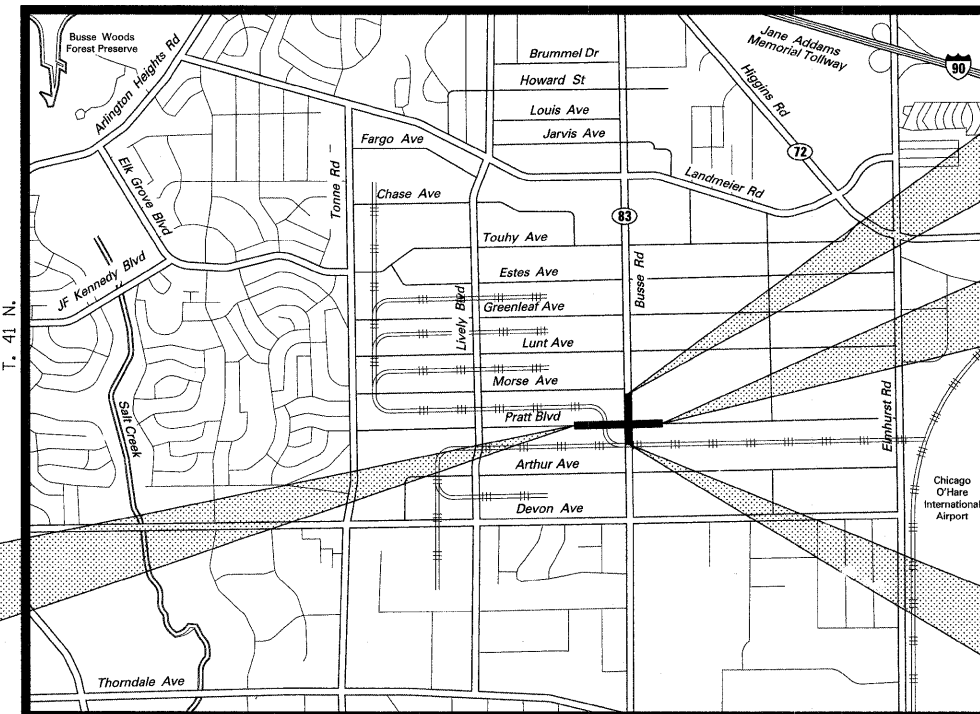 Busse Woods
Forest Preserve
Arlington Heights Rd
Brummel Dr
Howard St
Louis Ave
Jarvis Ave
Jane Addams
Memorial Tollway
90
Higgins Rd
72
Fargo Ave
Landmeier Rd
Elk Grove Blvd
Tonne Rd
Chase Ave
83
Touhy Ave
Busse Rd
JF Kennedy Blvd
Estes Ave
Lively Blvd
Greenleaf Ave
T. 41 N.
Lunt Ave
Morse Ave
Elmhurst Rd
Salt Creek
Pratt Blvd
Arthur Ave
Devon Ave
Chicago
O'Hare
International
Airport
Thorndale Ave